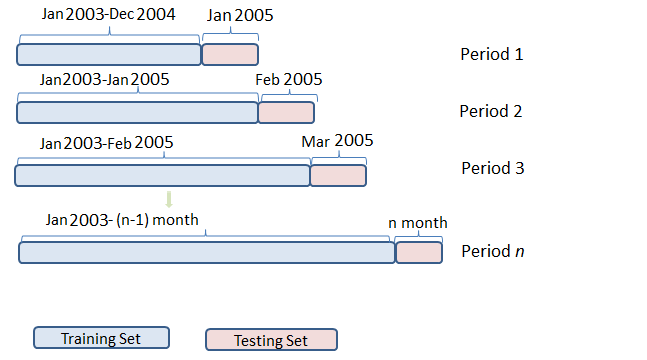 Jan 2003-Dec 2004 Jan 2005
Period 1
Jan 2003-Jan 2005 Feb 2005
Period 2
Jan 2003-Feb 2005 Mar 2005
Period 3
Jan 2003- (n-1) month n month
Period n
Training Set Testing Set